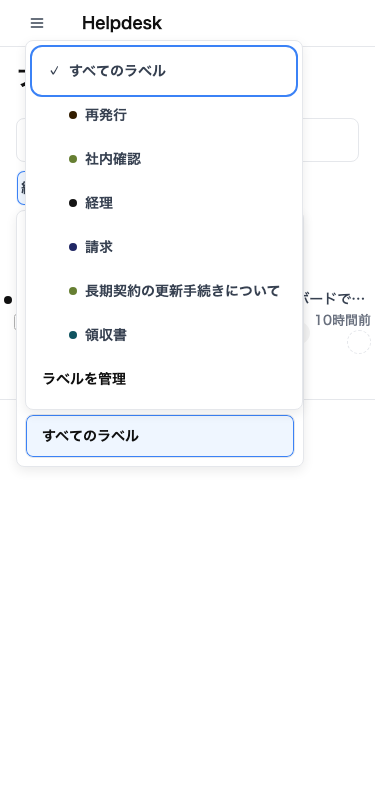 Helpdesk
✓ すべてのラベル
再発行
社内確認
経理
請求
長期契約の更新手続きについて
ボードで…
10時間前
領収書
ラベルを管理
すべてのラベル